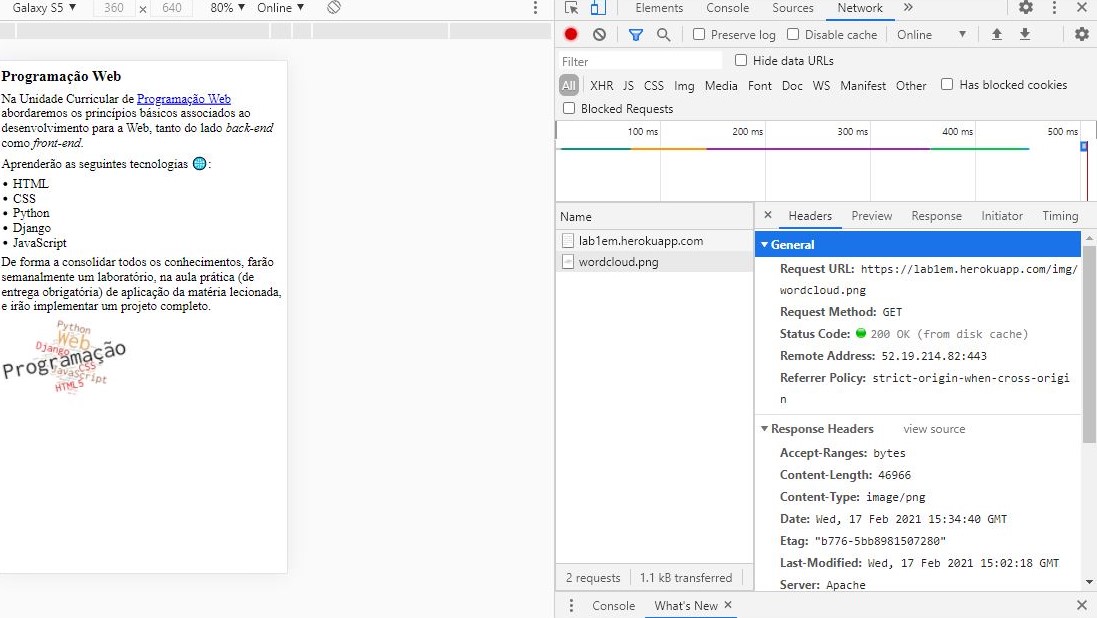 Galaxy S5 ▼ 360 x 640 80% ▼ Online ▼
Programação Web
Na Unidade Curricular de Programação Web
abordaremos os princípios básicos associados ao
desenvolvimento para a Web, tanto do lado back-end
como front-end.
Aprenderão as seguintes tecnologias :
• HTML
• CSS
• Python
• Django
• JavaScript
De forma a consolidar todos os conhecimentos, farão
semanalmente um laboratório, na aula prática (de
entrega obrigatória) de aplicação da matéria lecionada,
e irão implementar um projeto completo.
Python
Web
Django
Programação
CSS
JavaScript
HTML5
Elements Console Sources Network »
Preserve log Disable cache Online ▼
Filter Hide data URLs
All XHR JS CSS Img Media Font Doc WS Manifest Other Has blocked cookies
Blocked Requests
100 ms 200 ms 300 ms 400 ms 500 ms
Name
lab1em.herokuapp.com
wordcloud.png
2 requests 1.1 kB transferred
× Headers Preview Response Initiator Timing
▼ General
Request URL: https://lab1em.herokuapp.com/img/
wordcloud.png
Request Method: GET
Status Code: 200 OK (from disk cache)
Remote Address: 52.19.214.82:443
Referrer Policy: strict-origin-when-cross-origi
n
▼ Response Headers view source
Accept-Ranges: bytes
Content-Length: 46966
Content-Type: image/png
Date: Wed, 17 Feb 2021 15:34:40 GMT
Etag: "b776-5bb8981507280"
Last-Modified: Wed, 17 Feb 2021 15:02:18 GMT
Server: Apache
Console What's New ×